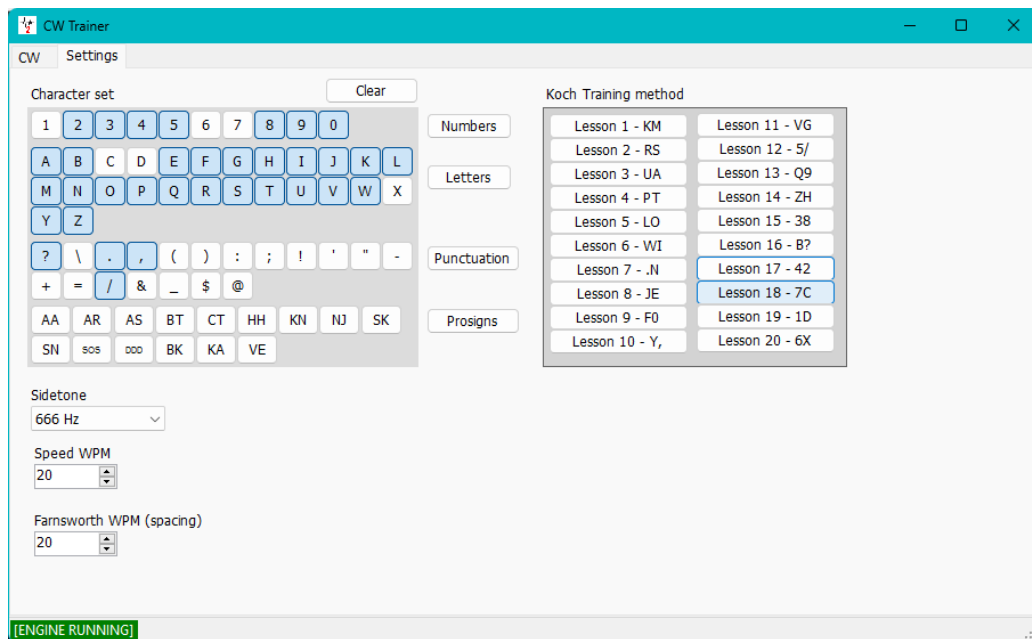 CW Trainer
CW Settings
Character set
Clear
1 2 3 4 5 6 7 8 9 0
Numbers
A B C D E F G H I J K L
M N O P Q R S T U V W X
Y Z
Letters
? \ . , ( ) : ; ! ' " -
+ = / & _ $ @
Punctuation
AA AR AS BT CT HH KN NJ SK
SN SOS DDD BK KA VE
Prosigns
Koch Training method
Lesson 1 - KM
Lesson 2 - RS
Lesson 3 - UA
Lesson 4 - PT
Lesson 5 - LO
Lesson 6 - WI
Lesson 7 - .N
Lesson 8 - JE
Lesson 9 - F0
Lesson 10 - Y,
Lesson 11 - VG
Lesson 12 - 5/
Lesson 13 - Q9
Lesson 14 - ZH
Lesson 15 - 38
Lesson 16 - B?
Lesson 17 - 42
Lesson 18 - 7C
Lesson 19 - 1D
Lesson 20 - 6X
Sidetone
666 Hz
Speed WPM
20
Farnsworth WPM (spacing)
20
[ENGINE RUNNING]